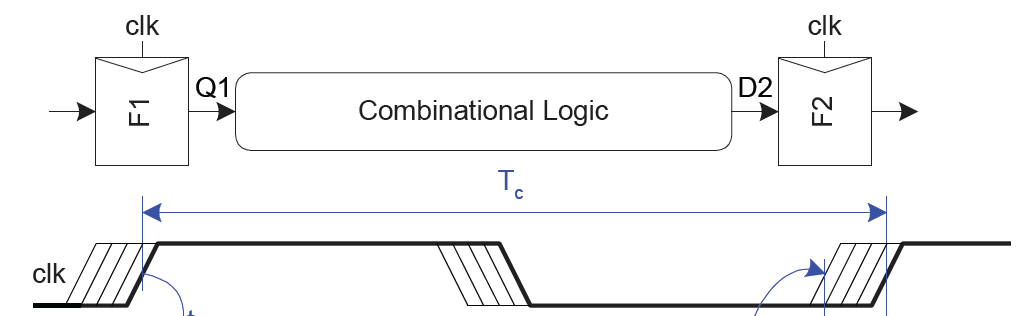 clk clk
F1 Q1 Combinational Logic D2 F2
Tc
clk